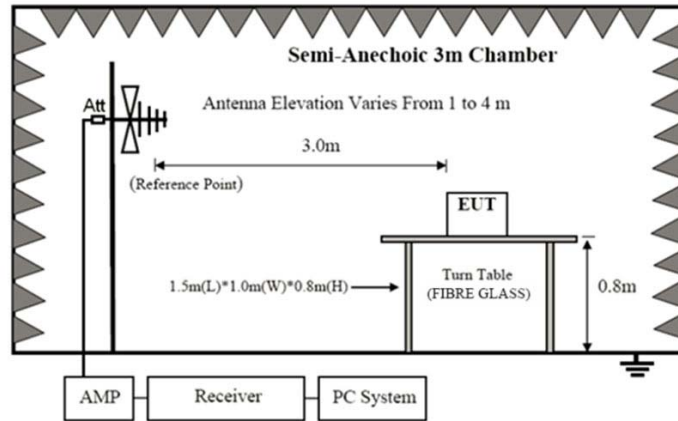 Semi-Anechoic 3m Chamber
Att
Antenna Elevation Varies From 1 to 4 m
3.0m
(Reference Point)
EUT
1.5m(L)*1.0m(W)*0.8m(H)
Turn Table
(FIBRE GLASS)
0.8m
AMP
Receiver
PC System